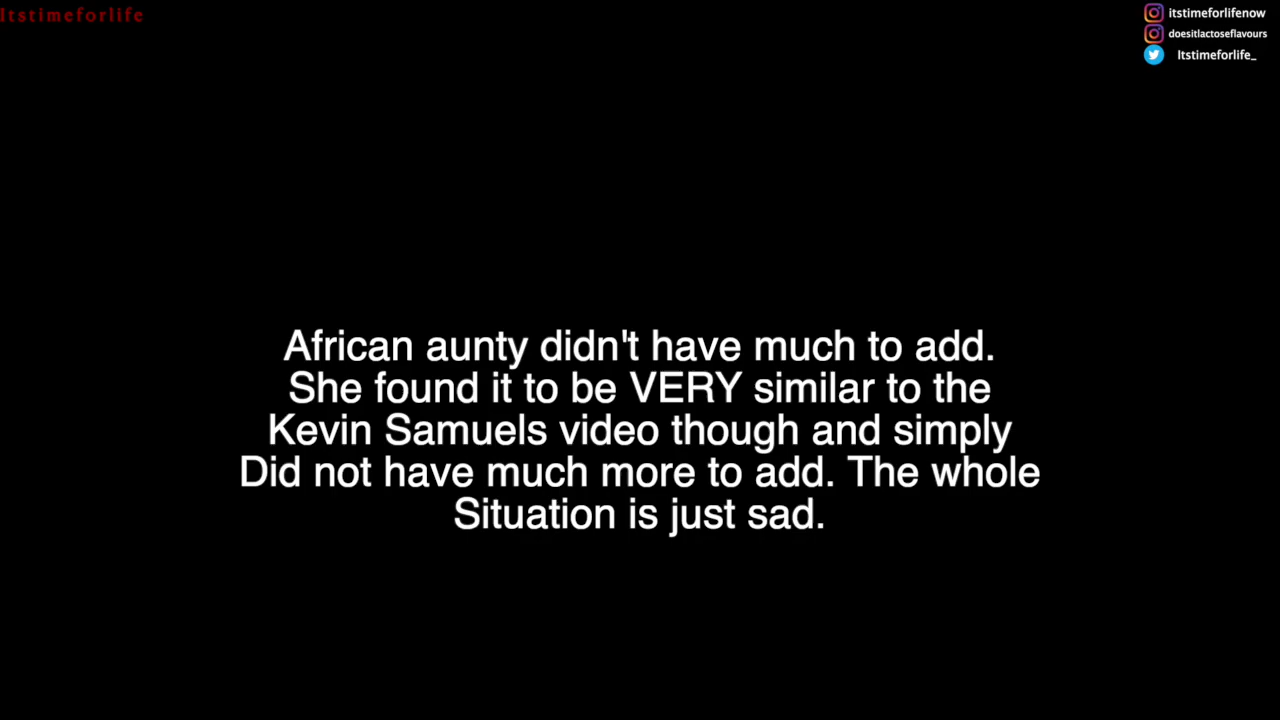 Itstimeforlife
itstimeforlifenow
doesitlactoseflavours
Itstimeforlife_
African aunty didn't have much to add.
She found it to be VERY similar to the
Kevin Samuels video though and simply
Did not have much more to add. The whole
Situation is just sad.